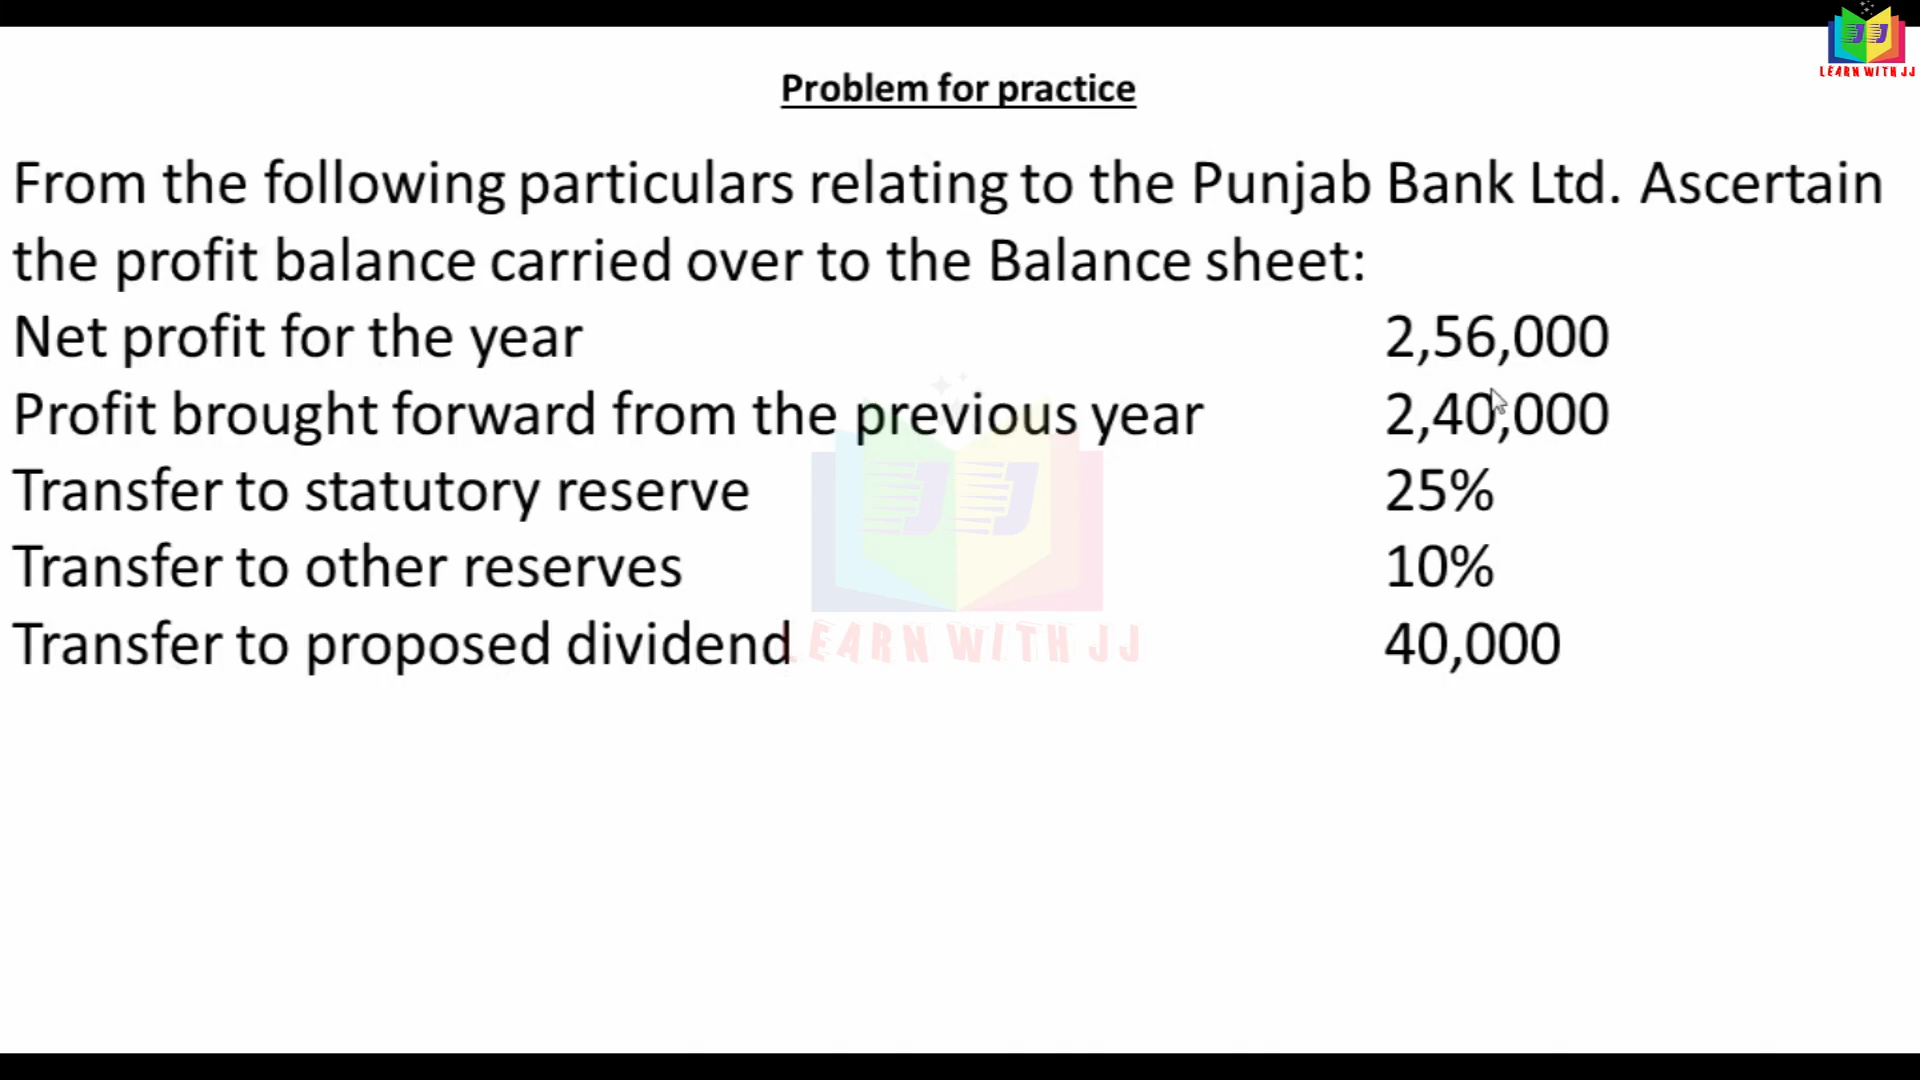 LEARN WITH JJ
Problem for practice
From the following particulars relating to the Punjab Bank Ltd. Ascertain
the profit balance carried over to the Balance sheet:
Net profit for the year 2,56,000
Profit brought forward from the previous year 2,40,000
Transfer to statutory reserve 25%
Transfer to other reserves 10%
Transfer to proposed dividend 40,000
LEARN WITH JJ